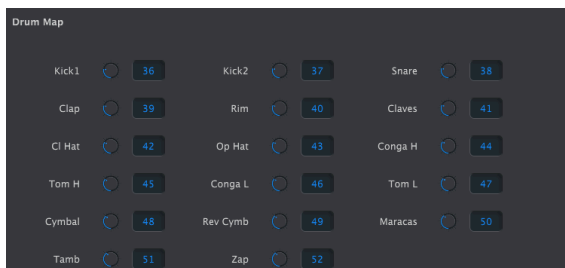 Drum Map
Kick1 36 Kick2 37 Snare 38
Clap 39 Rim 40 Claves 41
Cl Hat 42 Op Hat 43 Conga H 44
Tom H 45 Conga L 46 Tom L 47
Cymbal 48 Rev Cymb 49 Maracas 50
Tamb 51 Zap 52